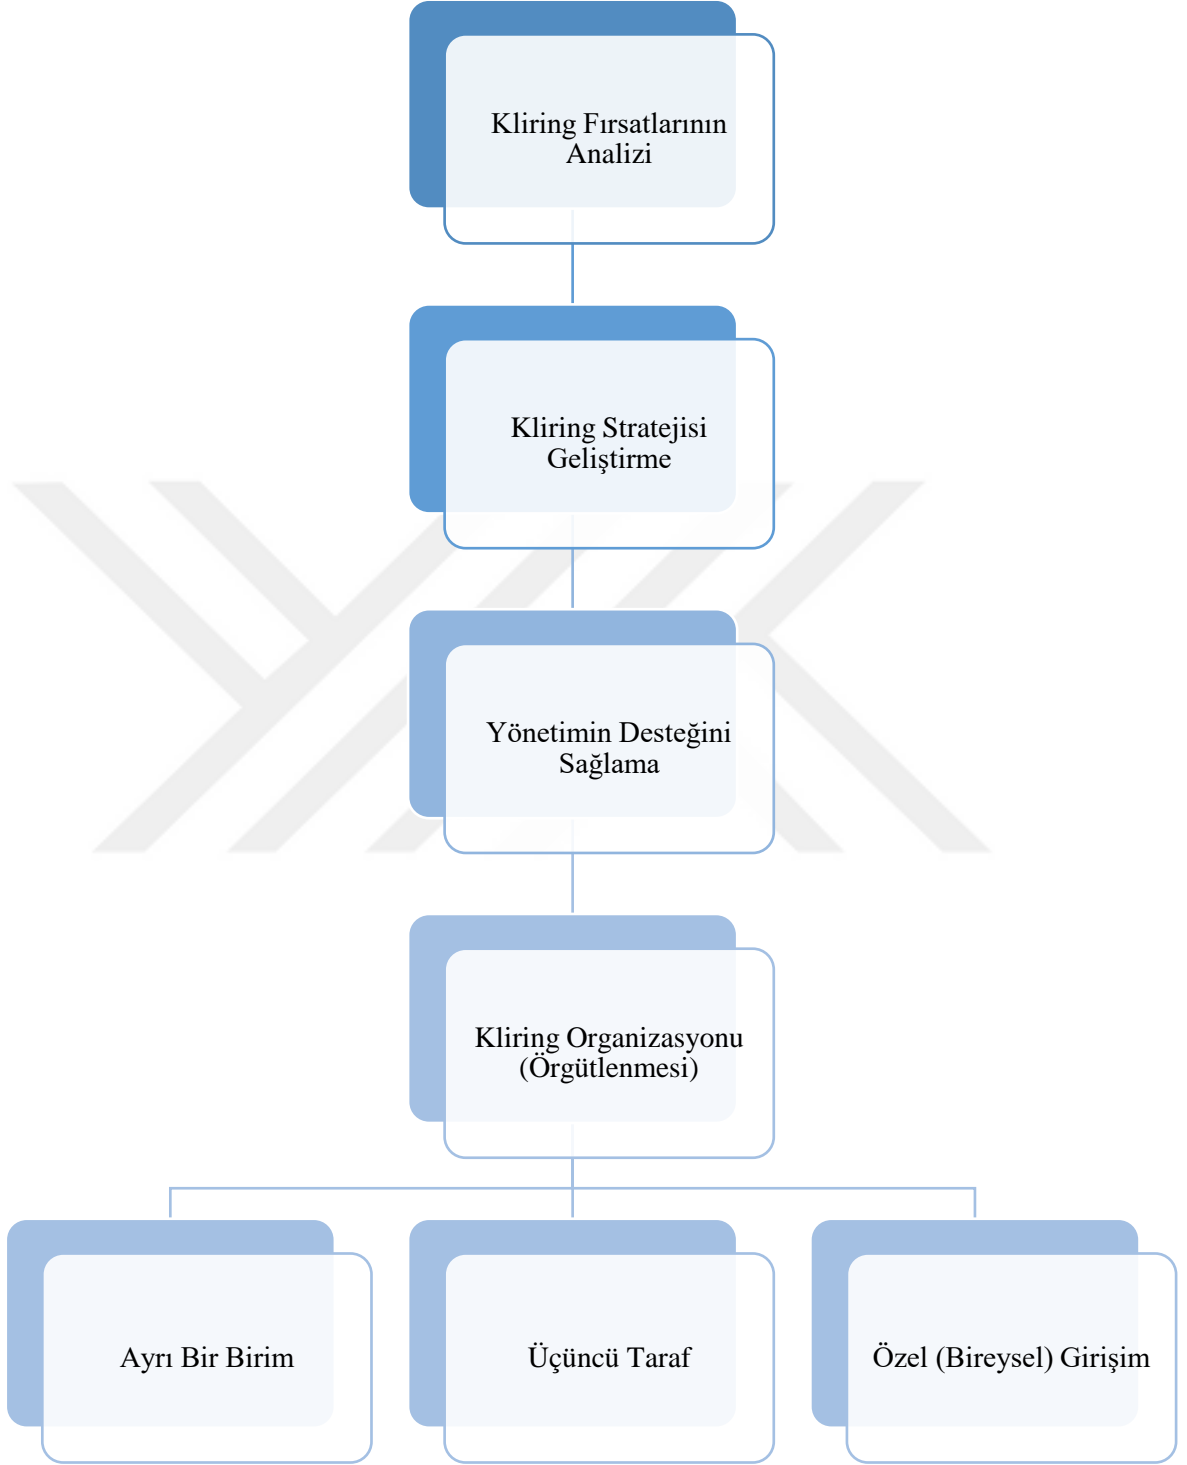 Kliring Fırsatlarının
Analizi
Kliring Stratejisi
Geliştirme
Yönetimin Desteğini
Sağlama
Kliring Organizasyonu
(Örgütlenmesi)
Ayrı Bir Birim
Üçüncü Taraf
Özel (Bireysel) Girişim